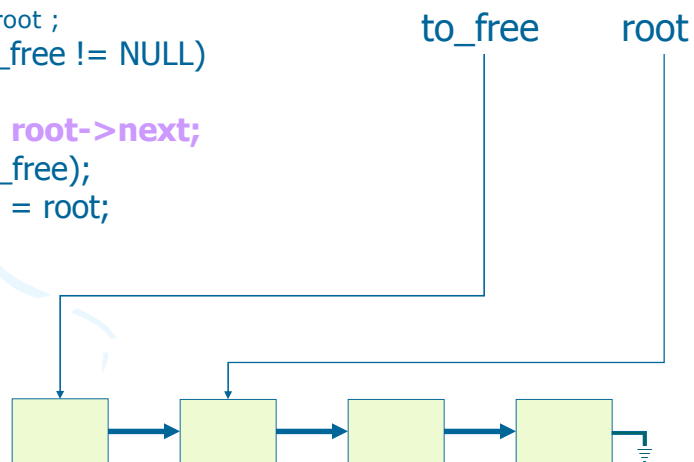 root ;
_free != NULL)
root->next;
_free);
= root;
to_free
root